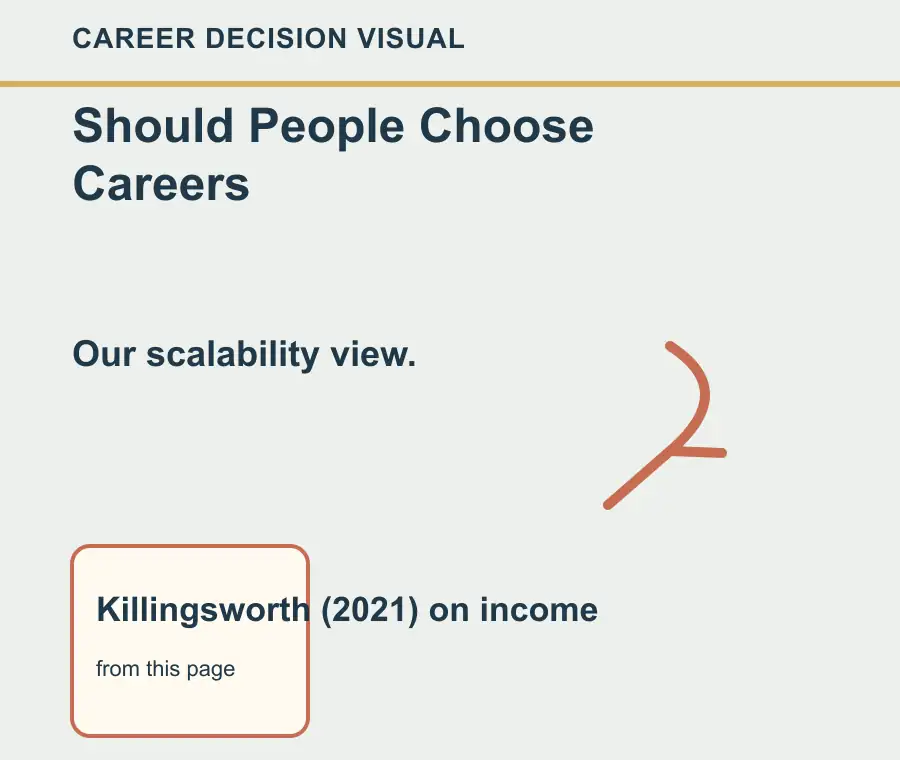 CAREER DECISION VISUAL
Should People Choose
Careers
Our scalability view.
Killingsworth (2021) on income
from this page